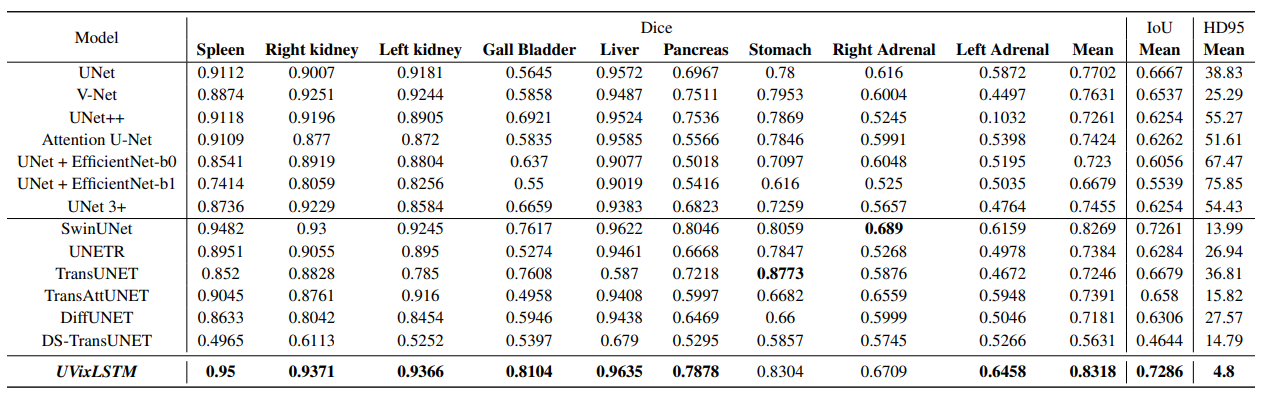 Model Dice IoU HD95
Spleen Right kidney Left kidney Gall Bladder Liver Pancreas Stomach Right Adrenal Left Adrenal Mean Mean Mean
UNet 0.9112 0.9007 0.9181 0.5645 0.9572 0.6967 0.78 0.616 0.5872 0.7702 0.6667 38.83
V-Net 0.8874 0.9251 0.9244 0.5858 0.9487 0.7511 0.7953 0.6004 0.4497 0.7631 0.6537 25.29
UNet++ 0.9118 0.9196 0.8905 0.6921 0.9524 0.7536 0.7869 0.5245 0.1032 0.7261 0.6254 55.27
Attention U-Net 0.9109 0.877 0.872 0.5835 0.9585 0.5566 0.7846 0.5991 0.5398 0.7424 0.6262 51.61
UNet + EfficientNet-b0 0.8541 0.8919 0.8804 0.637 0.9077 0.5018 0.7097 0.6048 0.5195 0.723 0.6056 67.47
UNet + EfficientNet-b1 0.7414 0.8059 0.8256 0.55 0.9019 0.5416 0.616 0.525 0.5035 0.6679 0.5539 75.85
UNet 3+ 0.8736 0.9229 0.8584 0.6659 0.9383 0.6823 0.7259 0.5657 0.4764 0.7455 0.6254 54.43
SwinUNet 0.9482 0.93 0.9245 0.7617 0.9622 0.8046 0.8059 0.689 0.6159 0.8269 0.7261 13.99
UNETR 0.8951 0.9055 0.895 0.5274 0.9461 0.6668 0.7847 0.5268 0.4978 0.7384 0.6284 26.94
TransUNET 0.852 0.8828 0.785 0.7608 0.587 0.7218 0.8773 0.5876 0.4672 0.7246 0.6679 36.81
TransAttUNET 0.9045 0.8761 0.916 0.4958 0.9408 0.5997 0.6682 0.6559 0.5948 0.7391 0.658 15.82
DiffUNET 0.8633 0.8042 0.8454 0.5946 0.9438 0.6469 0.66 0.5999 0.5046 0.7181 0.6306 27.57
DS-TransUNET 0.4965 0.6113 0.5252 0.5397 0.679 0.5295 0.5857 0.5745 0.5266 0.5631 0.4644 14.79
UVixLSTM 0.95 0.9371 0.9366 0.8104 0.9635 0.7878 0.8304 0.6709 0.6458 0.8318 0.7286 4.8